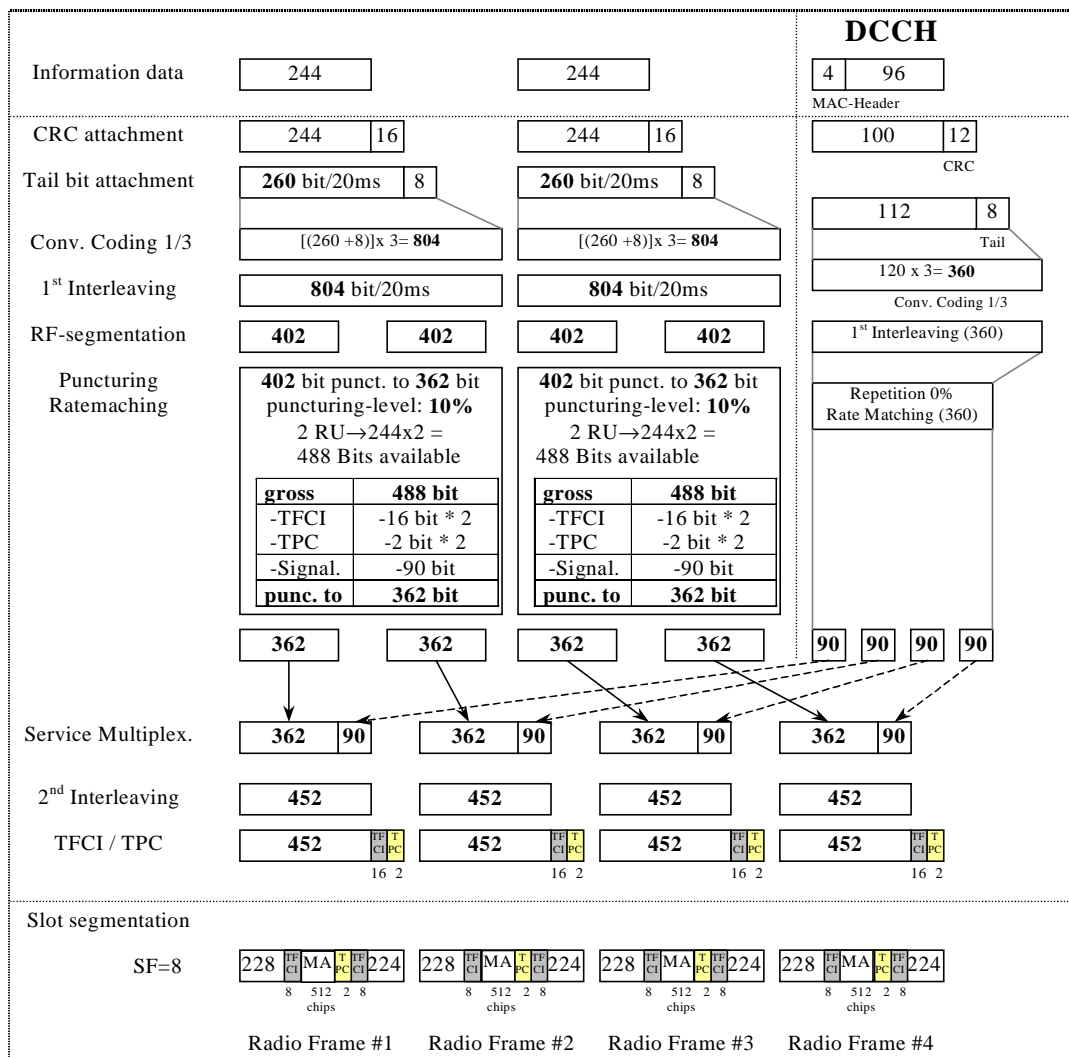 DCCH
Information data 244 244 4 96
MAC-Header
CRC attachment 244 16 244 16 100 12
CRC
Tail bit attachment 260 bit/20ms 8 260 bit/20ms 8
112 8
Tail
Conv. Coding 1/3 [(260 +8)]x 3= 804 [(260 +8)]x 3= 804
120 x 3= 360
Conv. Coding 1/3
1st Interleaving 804 bit/20ms 804 bit/20ms
RF-segmentation 402 402 402 402 1st Interleaving (360)
Puncturing
Ratemaching
402 bit punct. to 362 bit
puncturing-level: 10%
2 RU→244x2 =
488 Bits available
gross 488 bit
-TFCI -16 bit * 2
-TPC -2 bit * 2
-Signal. -90 bit
punc. to 362 bit
402 bit punct. to 362 bit
puncturing-level: 10%
2 RU→244x2 =
488 Bits available
gross 488 bit
-TFCI -16 bit * 2
-TPC -2 bit * 2
-Signal. -90 bit
punc. to 362 bit
Repetition 0%
Rate Matching (360)
362 362 362 362 90 90 90 90
Service Multiplex. 362 90 362 90 362 90 362 90
2nd Interleaving 452 452 452 452
TFCI / TPC 452 TF CI T PC 452 TF CI T PC 452 TF CI T PC 452 TF CI T PC
16 2 16 2 16 2 16 2
Slot segmentation
SF=8 228 TF CI MA T PC TF CI 224 228 TF CI MA T PC TF CI 224 228 TF CI MA T PC TF CI 224 228 TF CI MA T PC TF CI 224
8 512 2 8 8 512 2 8 8 512 2 8 8 512 2 8
chips chips chips chips
Radio Frame #1 Radio Frame #2 Radio Frame #3 Radio Frame #4